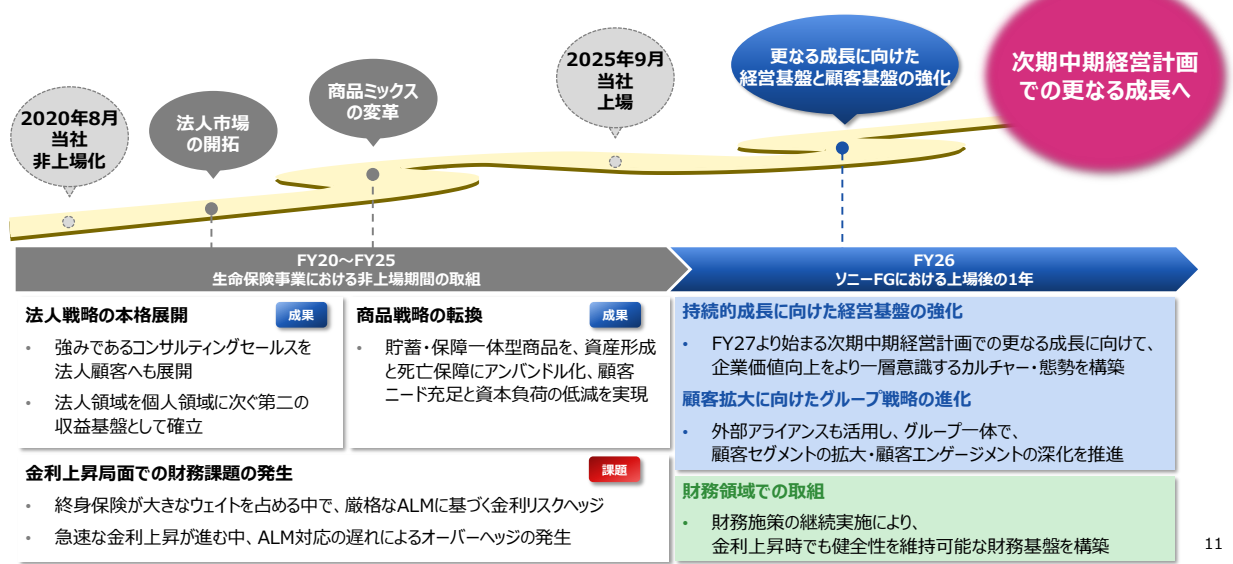 2020年8月
当社
非上場化
法人市場
の開拓
商品ミックス
の変革
2025年9月
当社
上場
更なる成長に向けた
経営基盤と顧客基盤の強化
次期中期経営計画
での更なる成長へ
FY20～FY25
生命保険事業における非上場期間の取組
FY26
ソニーFGにおける上場後の1年
法人戦略の本格展開
成果
・ 強みであるコンサルティングセールスを
法人顧客へも展開
・ 法人領域を個人領域に次ぐ第二の
収益基盤として確立
商品戦略の転換
成果
・ 貯蓄・保障一体型商品を、資産形成
と死亡保障にアンバンドル化、顧客
ニード充足と資本負荷の低減を実現
金利上昇局面での財務課題の発生
課題
・ 終身保険が大きなウェイトを占める中で、厳格なALMに基づく金利リスクヘッジ
・ 急速な金利上昇が進む中、ALM対応の遅れによるオーバーヘッジの発生
持続的成長に向けた経営基盤の強化
・ FY27より始まる次期中期経営計画での更なる成長に向けて、
企業価値向上をより一層意識するカルチャー・態勢を構築
顧客拡大に向けたグループ戦略の進化
・ 外部アライアンスも活用し、グループ一体で、
顧客セグメントの拡大・顧客エンゲージメントの深化を推進
財務領域での取組
・ 財務施策の継続実施により、
金利上昇時でも健全性を維持可能な財務基盤を構築
11